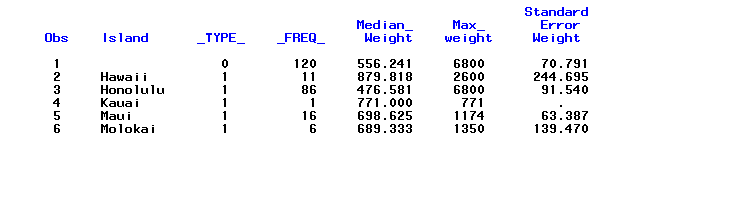 Standard
Median_ Max_ Error
Obs Island _TYPE_ _FREQ_ Weight weight Weight
1 0 120 556.241 6800 70.791
2 Hawaii 1 11 879.818 2600 244.695
3 Honolulu 1 86 476.581 6800 91.540
4 Kauai 1 1 771.000 771 .
5 Maui 1 16 698.625 1174 63.387
6 Molokai 1 6 689.333 1350 139.470